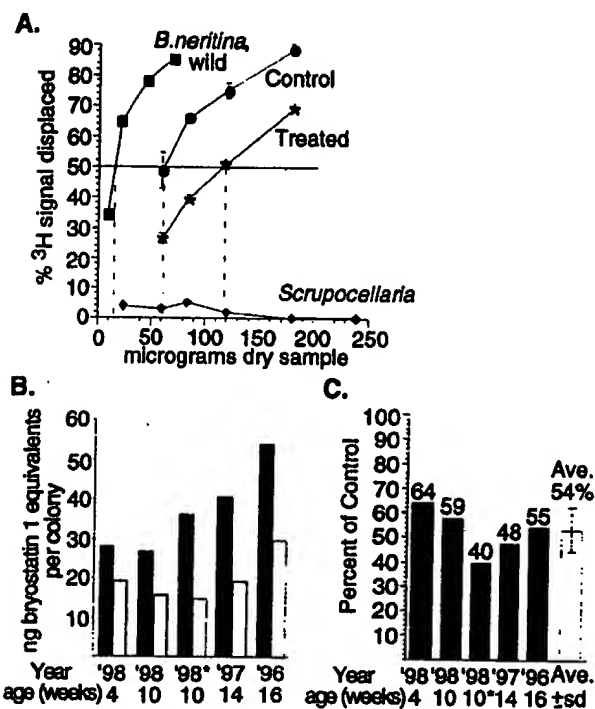 A.
B.neritina,
wild
Control
Treated
Scrupocellaria
% ³H signal displaced
90
80
70
60
50
40
30
20
10
0
0 50 100 150 200 250
micrograms dry sample
B.
ng bryostatin 1 equivalents
per colony
60
50
40
30
20
10
Year '98 '98 '98* '97 '96
age (weeks) 4 10 10 14 16
C.
Percent of Control
100
90
80
70
60
50
40
30
20
10
64 59 40 48 55
Ave.
54%
Year '98 '98 '98 '97 '96 Ave.
age (weeks) 4 10 10* 14 16 ±sd